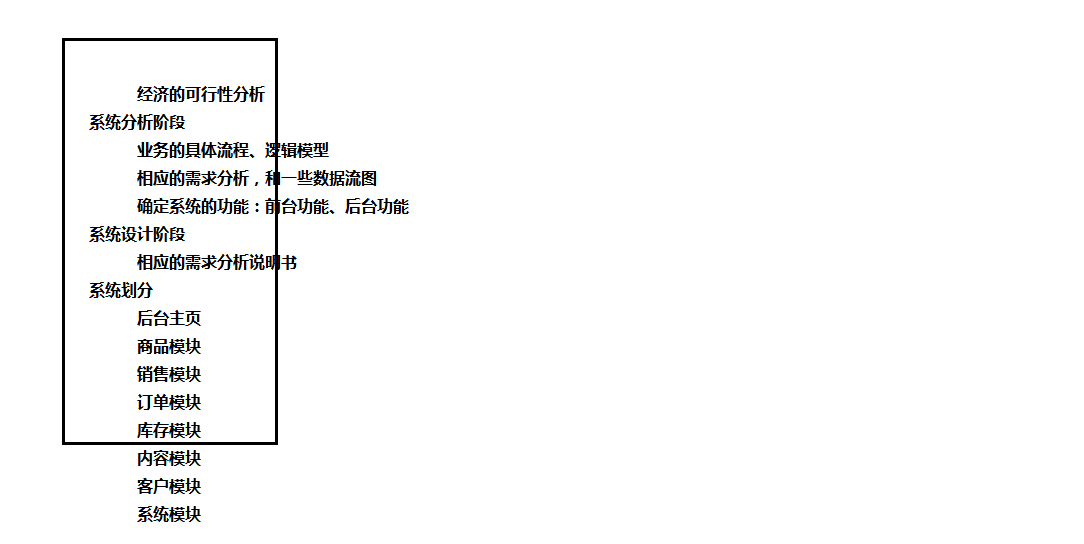 经济的可行性分析
系统分析阶段
业务的具体流程、逻辑模型
相应的需求分析，和一些数据流图
确定系统的功能：前台功能、后台功能
系统设计阶段
相应的需求分析说明书
系统划分
后台主页
商品模块
销售模块
订单模块
库存模块
内容模块
客户模块
系统模块